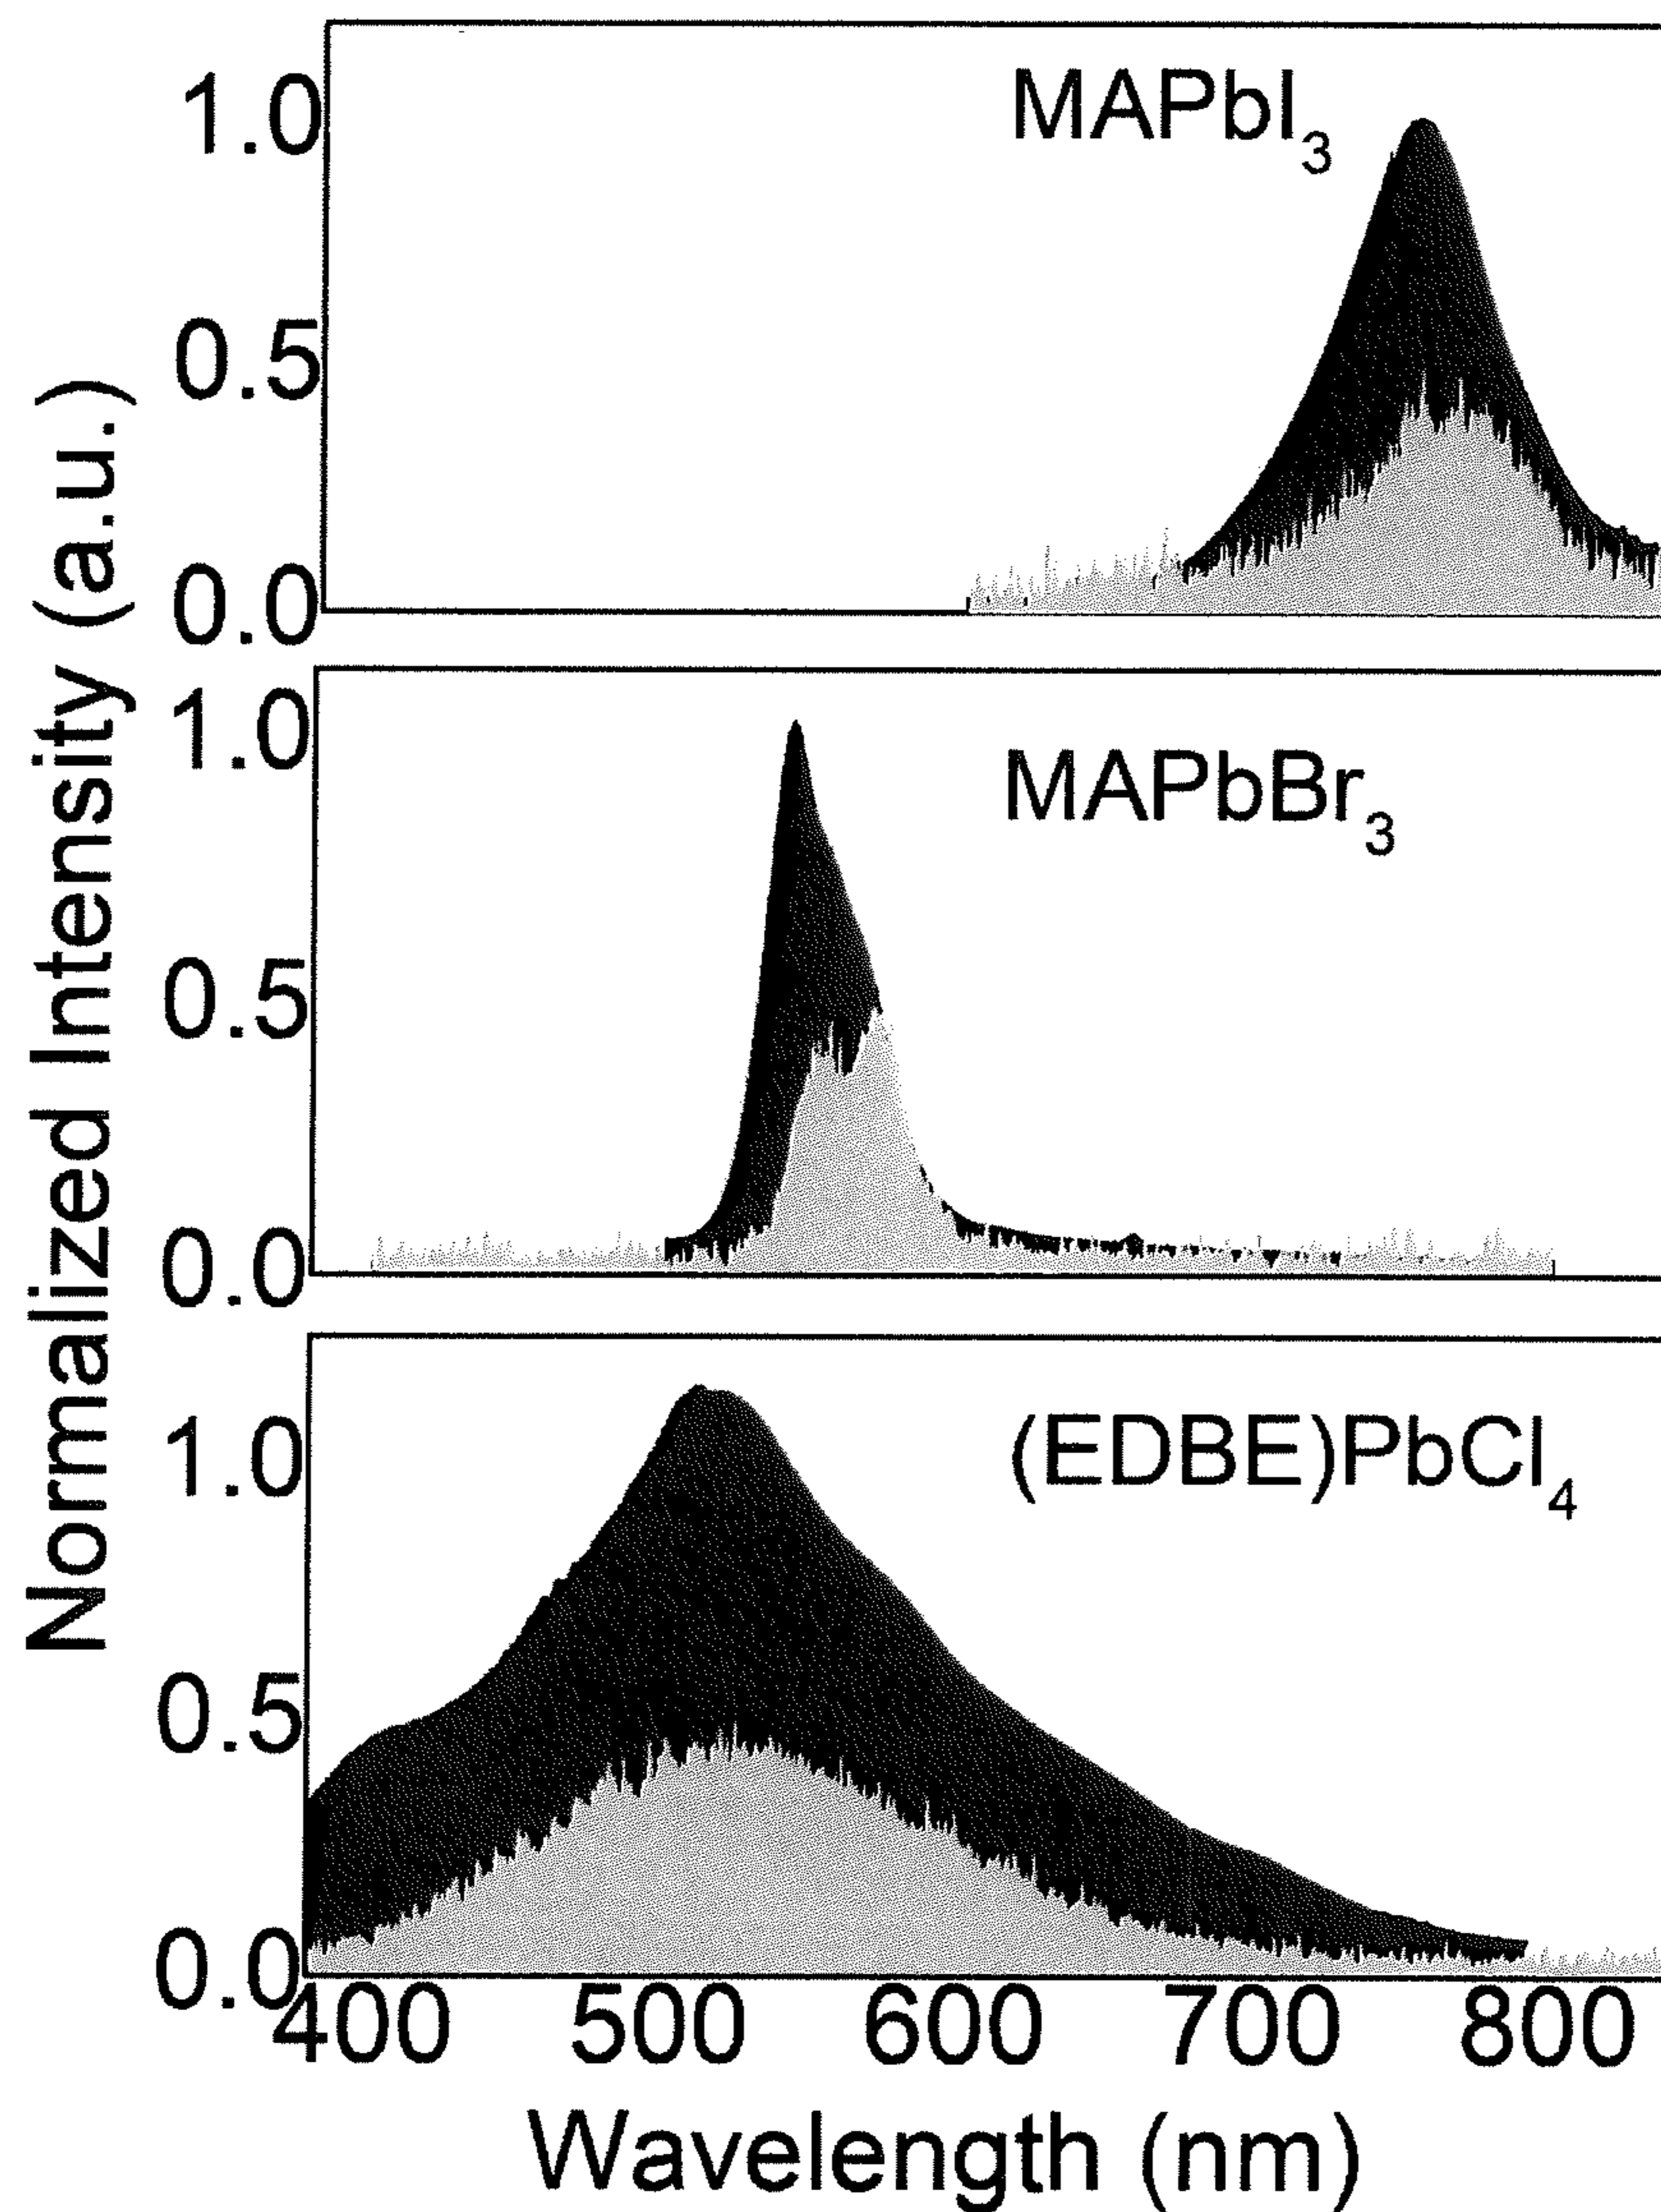 Normalized Intensity (a.u.)
1.0
MAPbI₃
0.5
0.0
1.0
MAPbBr₃
0.5
0.0
1.0
(EDBE)PbCl₄
0.5
0.0
400 500 600 700 800
Wavelength (nm)